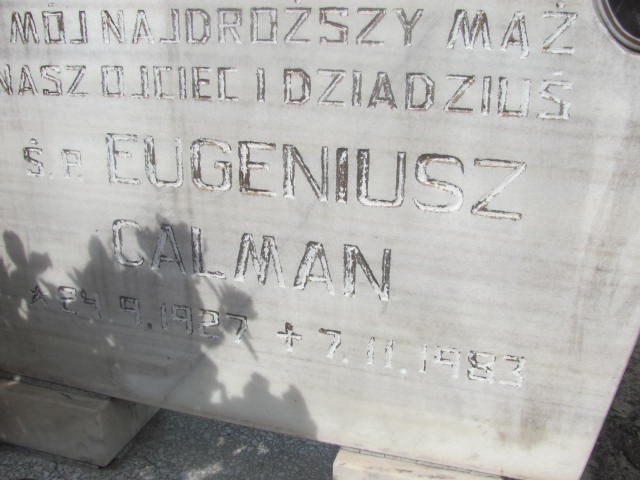 MÓJ NAJDROŻSZY MĄŻ
NASZ OJCIEC I DZIADZIUŚ
Ś.P. EUGENIUSZ
CALMAN
* 24 9.1927 + 7.11.1983